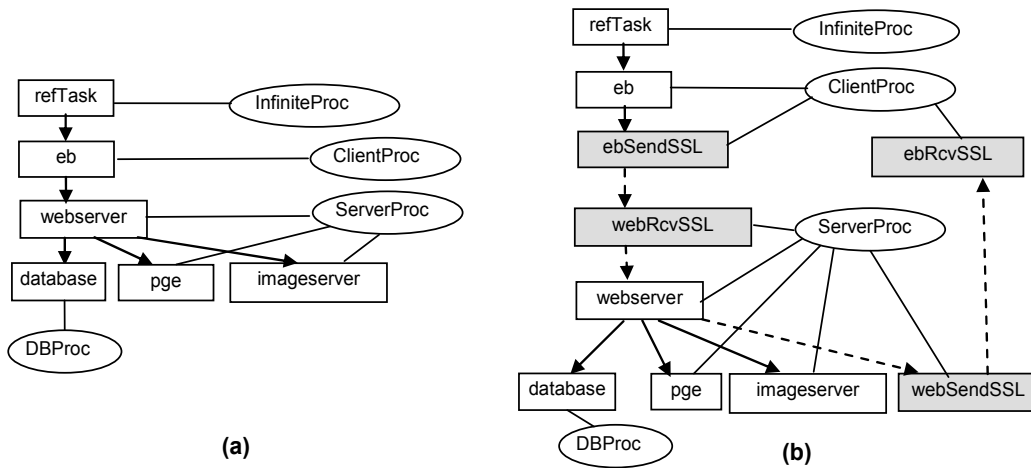 refTask
InfiniteProc
eb
ClientProc
webserver
ServerProc
database
pge
imageserver
DBProc
(a)
refTask
InfiniteProc
eb
ClientProc
ebSendSSL
ebRcvSSL
webRcvSSL
ServerProc
webserver
database
pge
imageserver
webSendSSL
DBProc
(b)